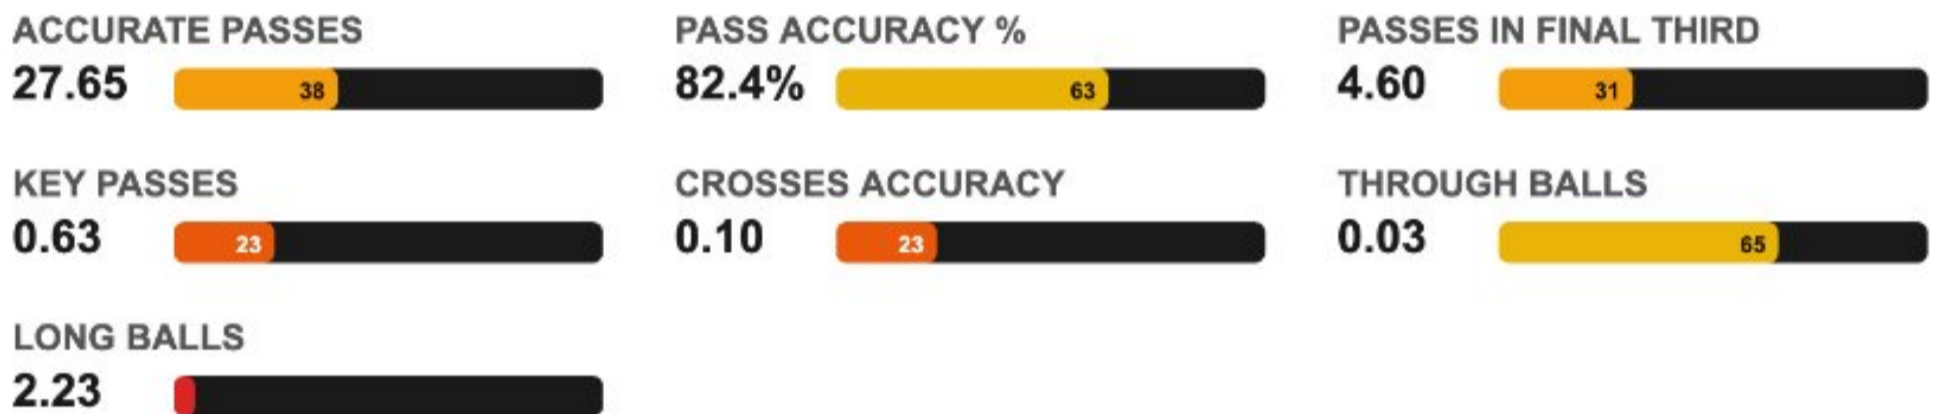 ACCURATE PASSES
27.65 38
PASS ACCURACY %
82.4% 63
PASSES IN FINAL THIRD
4.60 31
KEY PASSES
0.63 23
CROSSES ACCURACY
0.10 23
THROUGH BALLS
0.03 65
LONG BALLS
2.23